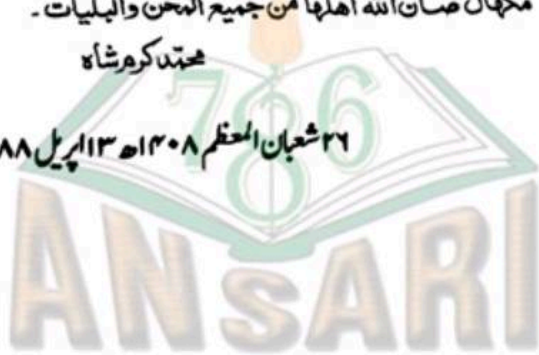 مکھال صان الله اهلها من جميع المحن والبليات۔
محمد کرم شاہ
۲۶ شعبان المعظم ۱۴۰۸ھ ۱۳ اپریل ۸۸
786
ANSARI